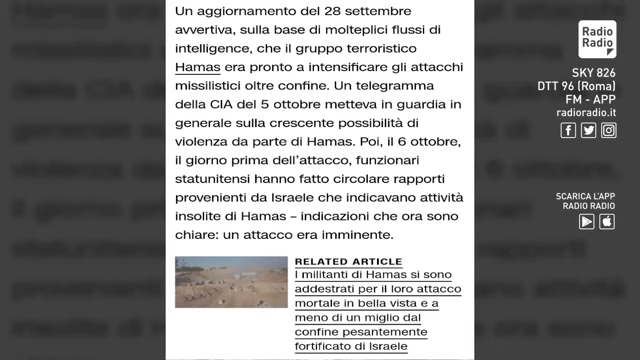 Un aggiornamento del 28 settembre
avvertiva, sulla base di molteplici flussi di
intelligence, che il gruppo terroristico
Hamas era pronto a intensificare gli attacchi
missilistici oltre confine. Un telegramma
della CIA del 5 ottobre metteva in guardia in
generale sulla crescente possibilità di
violenza da parte di Hamas. Poi, il 6 ottobre,
il giorno prima dell'attacco, funzionari
statunitensi hanno fatto circolare rapporti
provenienti da Israele che indicavano attività
insolite di Hamas – indicazioni che ora sono
chiare: un attacco era imminente.
RELATED ARTICLE
I militanti di Hamas si sono
addestrati per il loro attacco
mortale in bella vista e a
meno di un miglio dal
confine pesantemente
fortificato di Israele
Radio
Radio
SKY 826
DTT 96 (Roma)
FM - APP
radioradio.it
SCARICA L'APP
RADIO RADIO